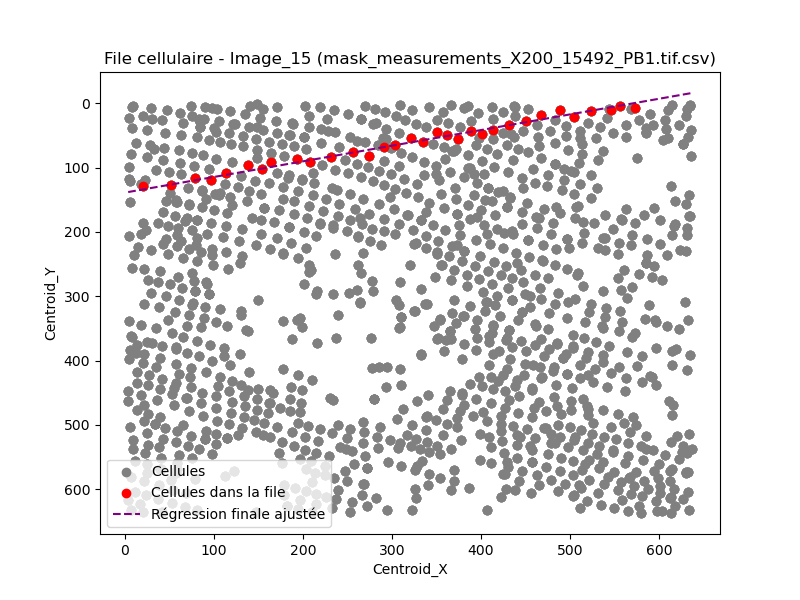 File cellulaire - Image_15 (mask_measurements_X200_15492_PB1.tif.csv)
0
100
200
300
400
500
600
Centroid_Y
Cellules
Cellules dans la file
Régression finale ajustée
0 100 200 300 400 500 600
Centroid_X